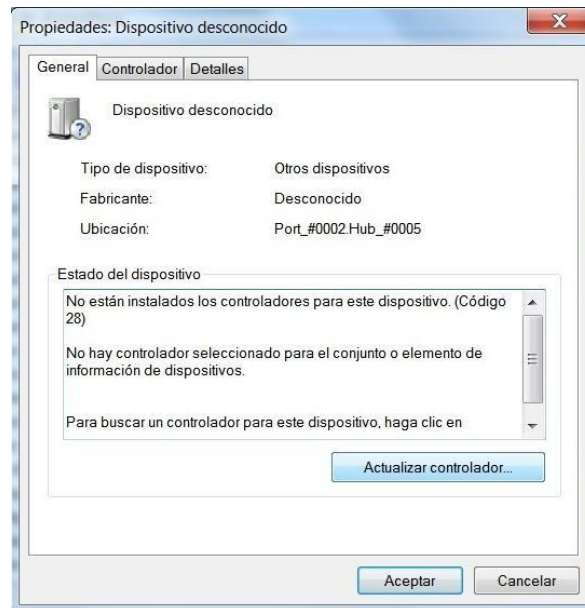 Propiedades: Dispositivo desconocido
General Controlador Detalles
Dispositivo desconocido
Tipo de dispositivo: Otros dispositivos
Fabricante: Desconocido
Ubicación: Port_#0002.Hub_#0005
Estado del dispositivo
No están instalados los controladores para este dispositivo. (Código
28)
No hay controlador seleccionado para el conjunto o elemento de
información de dispositivos.
Para buscar un controlador para este dispositivo, haga clic en
Actualizar controlador...
Aceptar Cancelar